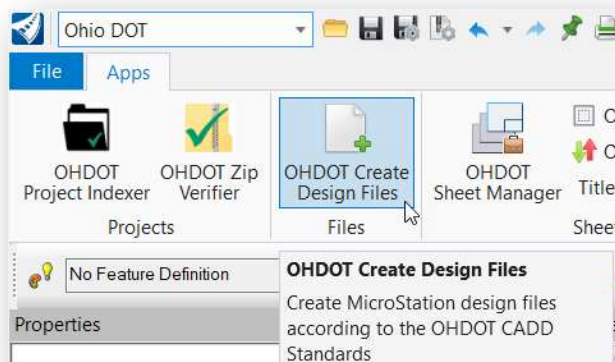 Ohio DOT
File Apps
OHDOT Project Indexer
OHDOT Zip Verifier
OHDOT Create Design Files
OHDOT Sheet Manager
Title
Projects Files Shee
No Feature Definition
OHDOT Create Design Files
Create MicroStation design files
according to the OHDOT CADD
Standards
Properties